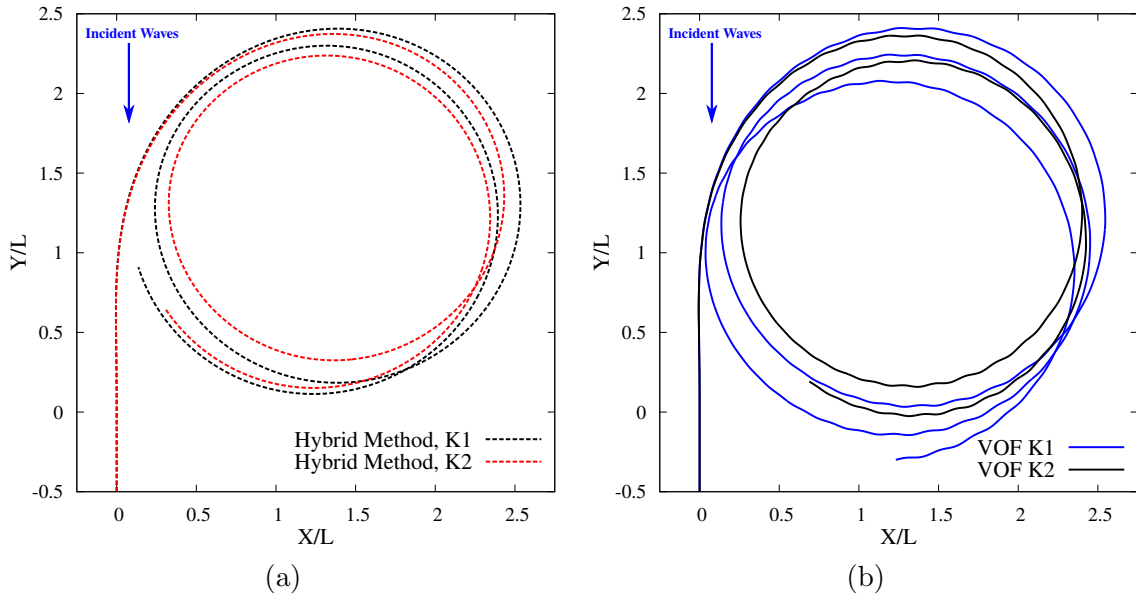 2.5
2
1.5
1
0.5
0
-0.5
Y/L
Incident Waves
Hybrid Method, K1
Hybrid Method, K2
0
0.5
1
1.5
2
2.5
X/L
(a)
2.5
2
1.5
1
0.5
0
-0.5
Y/L
Incident Waves
VOF K1
VOF K2
0
0.5
1
1.5
2
2.5
X/L
(b)